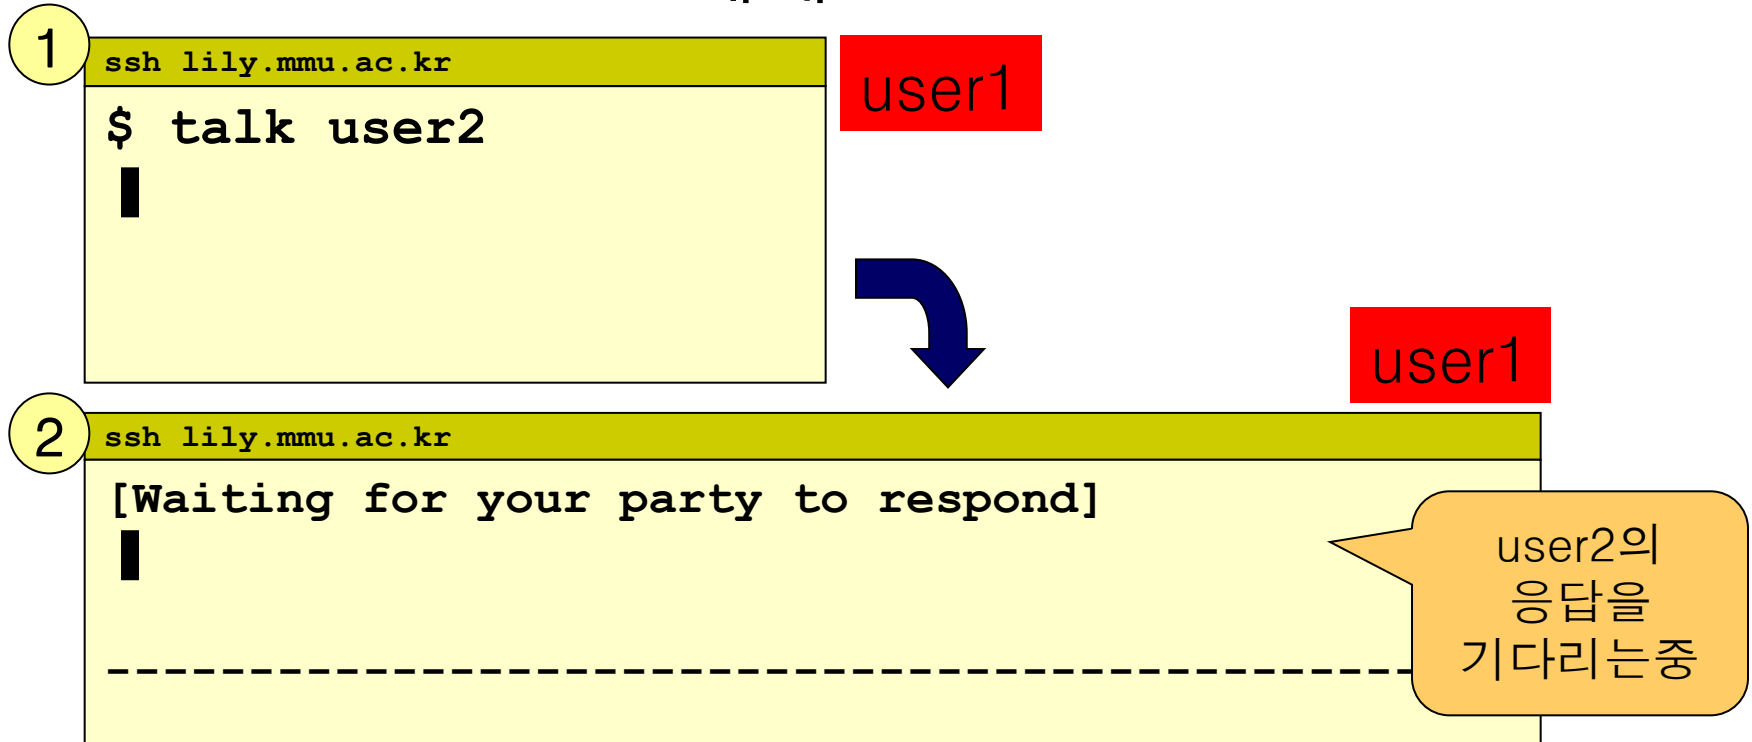 1
ssh lily.mmu.ac.kr
user1
$ talk user2
user1
2
ssh lily.mmu.ac.kr
[Waiting for your party to respond]
user2의
응답을
기다리는중
----------------------------------------------